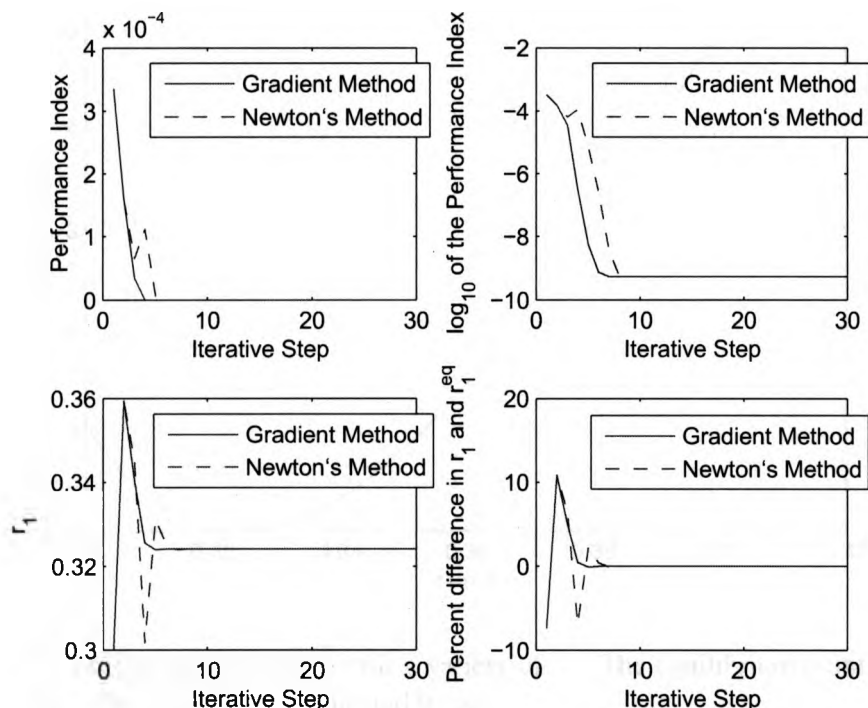 x 10^-4
4
3
2
1
0
0 10 20 30
Performance Index
Iterative Step
Gradient Method
Newton's Method
-2
-4
-6
-8
-10
0 10 20 30
log10 of the Performance Index
Iterative Step
Gradient Method
Newton's Method
0.36
0.34
0.32
0.3
0 10 20 30
r1
Iterative Step
Gradient Method
Newton's Method
20
10
0
-10
0 10 20 30
Percent difference in r1 and r1^eq
Iterative Step
Gradient Method
Newton's Method